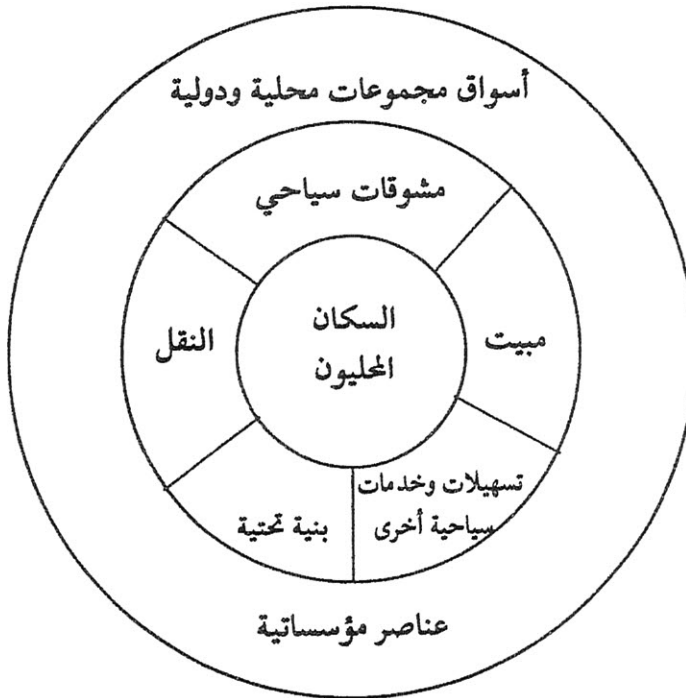 أسواق مجموعات محلية ودولية
مشوقات سياحي
النقل
السكان
المحليون
مبيت
تسهيلات وخدمات
سياحية أخرى
بنية تحتية
عناصر مؤسساتية